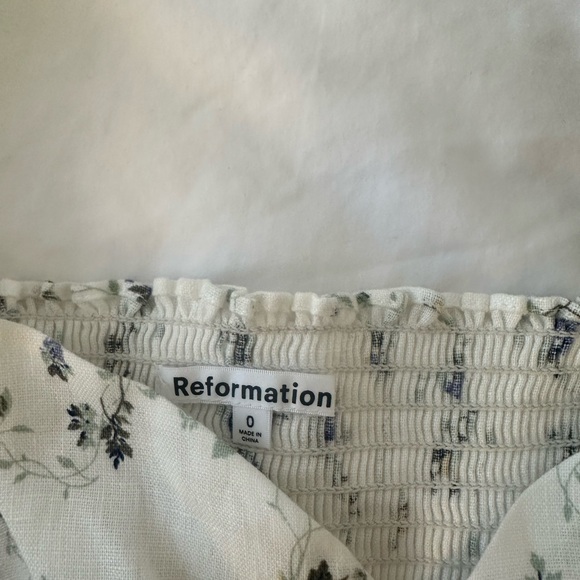 Reformation
0
MADE IN
CHINA